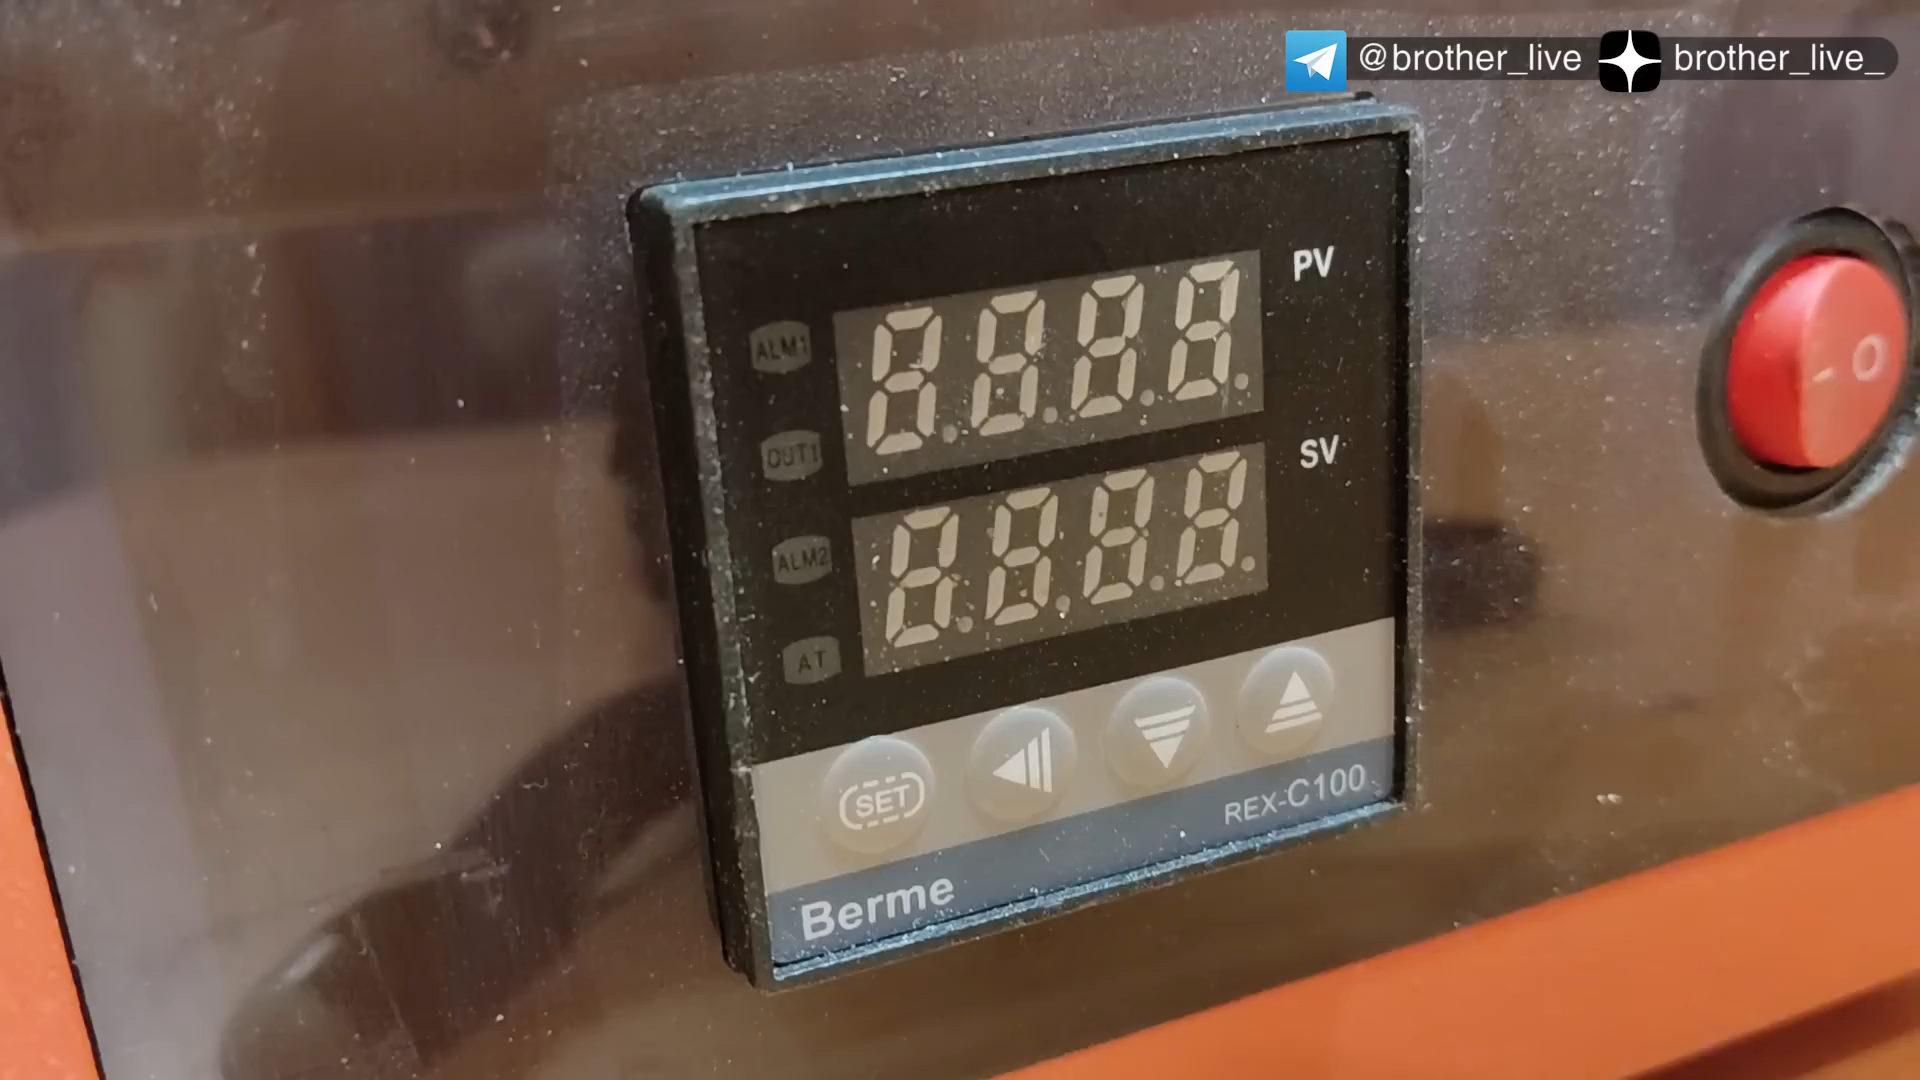 @brother_live brother_live_
PV
ALM1
OUT1
SV
ALM2
AT
SET
REX-C100
Berme
- O